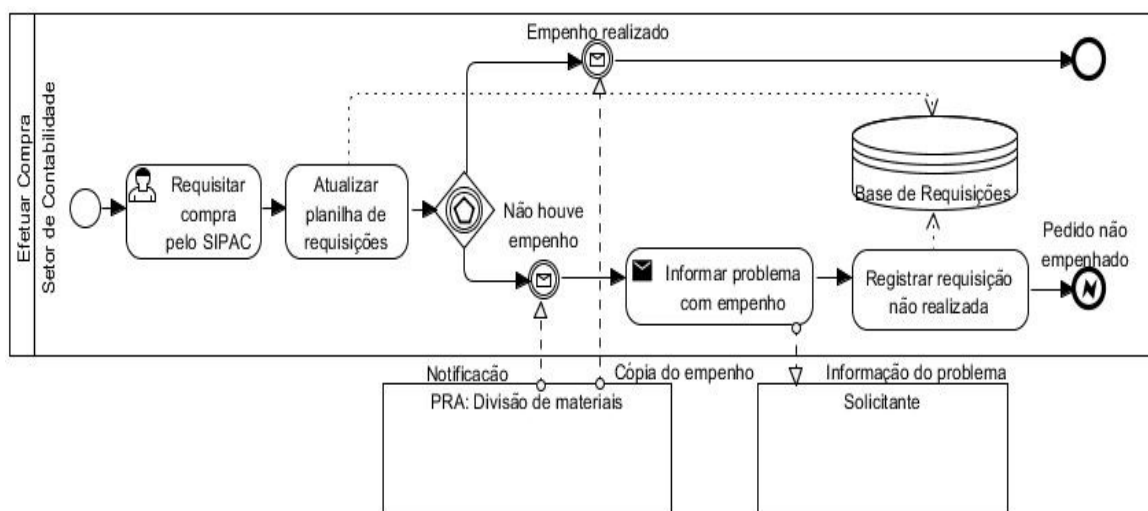 Efetuar Compra
Setor de Contabilidade
Empenho realizado
Requisitar
compra
pelo SIPAC
Atualizar
planilha de
requisições
Não houve
empenho
Base de Requisições
Informar problema
com empenho
Registrar requisição
não realizada
Pedido não
empenhado
Notificacão
Cópia do empenho
Informação do problema
PRA: Divisão de materiais
Solicitante